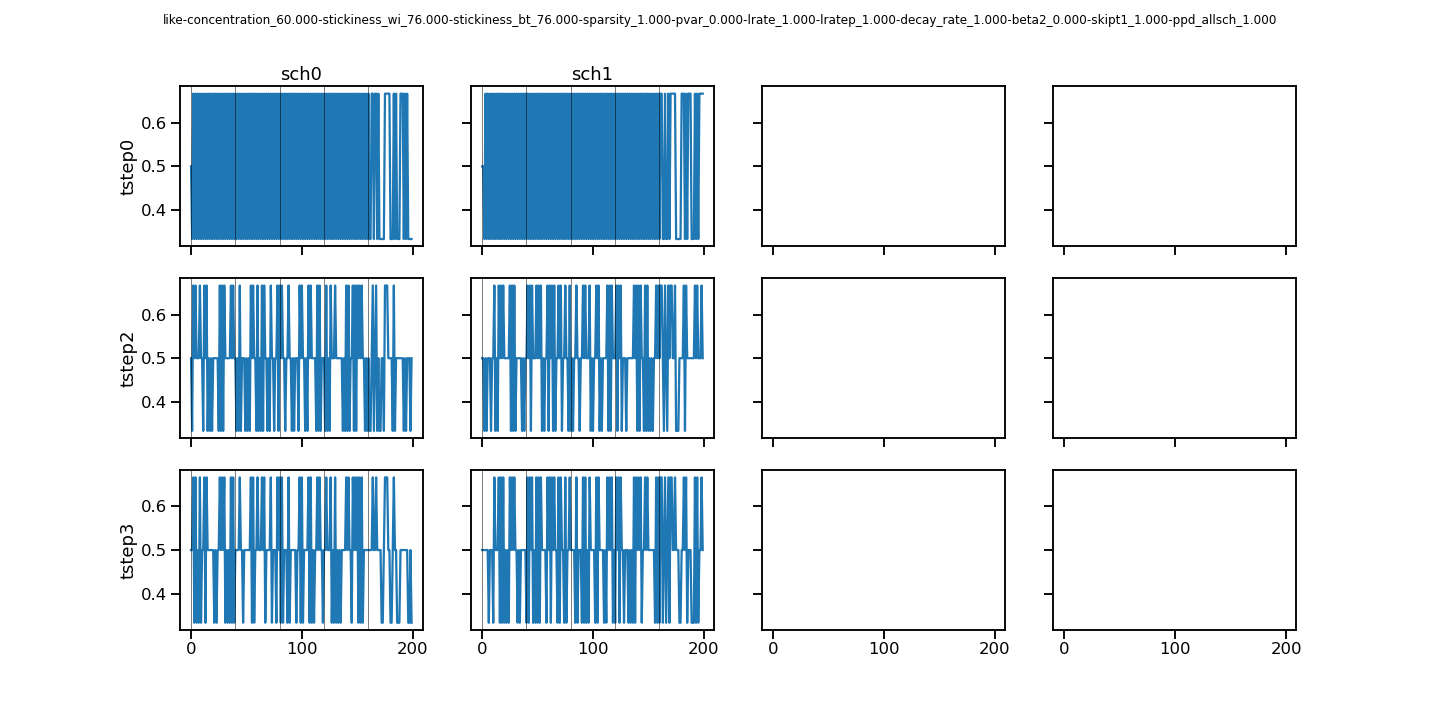 like-concentration_60.000-stickiness_wi_76.000-stickiness_bt_76.000-sparsity_1.000-pvar_0.000-lrate_1.000-lratep_1.000-decay_rate_1.000-beta2_0.000-skipt1_1.000-ppd_allsch_1.000
sch0 sch1
tstep0 0.6 0.5 0.4
tstep2 0.6 0.5 0.4
tstep3 0.6 0.5 0.4
0 100 200 0 100 200 0 100 200 0 100 200